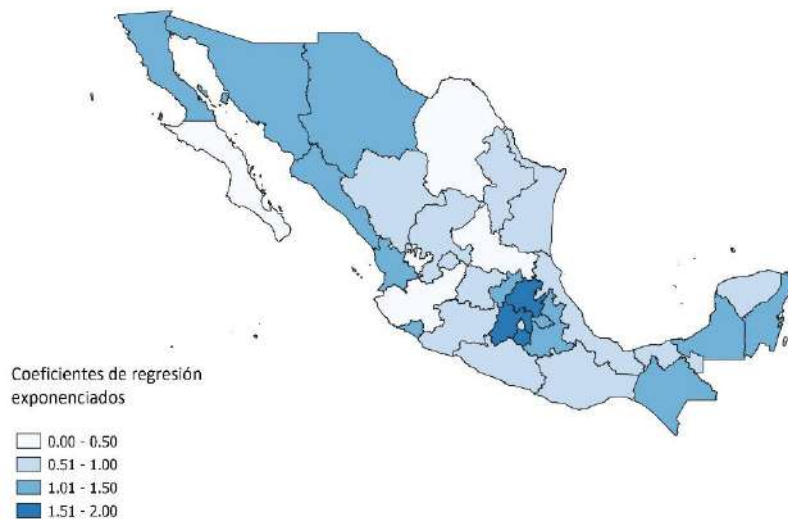 Coeficientes de regresión
exponenciados
0.00 - 0.50
0.51 - 1.00
1.01 - 1.50
1.51 - 2.00